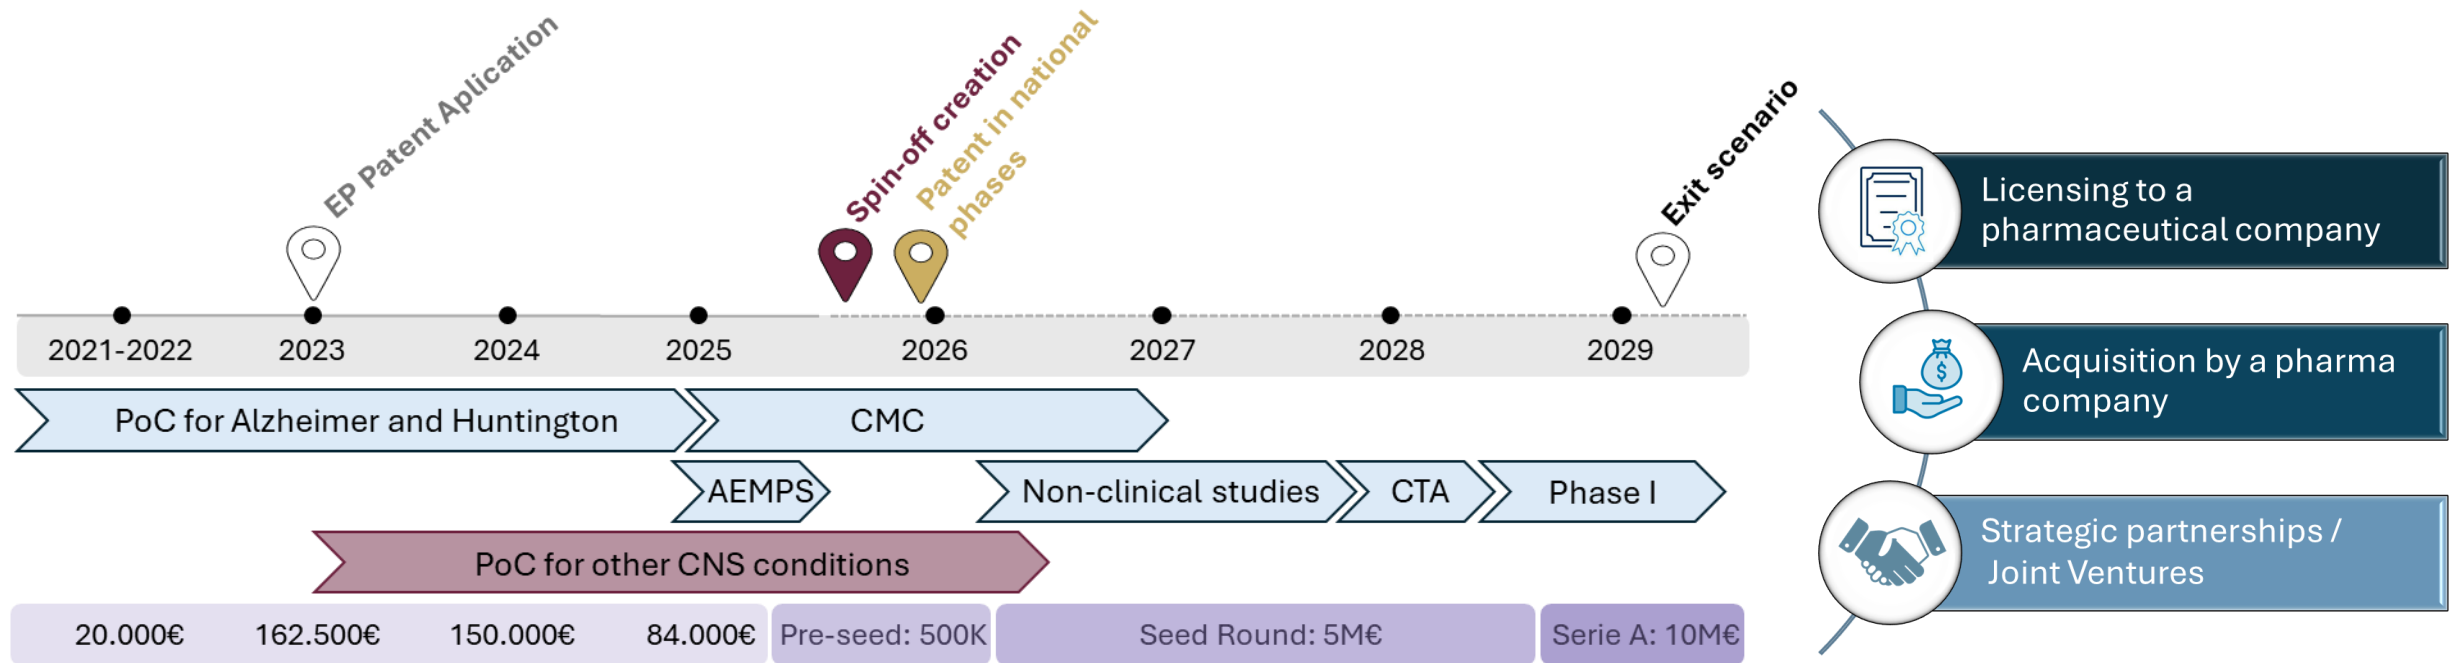 EP Patent Aplication
Spin-off creation
Patent in national
phases
Exit scenario
2021-2022
2023
2024
2025
2026
2027
2028
2029
PoC for Alzheimer and Huntington
CMC
AEMPS
Non-clinical studies
CTA
Phase I
PoC for other CNS conditions
20.000€
162.500€
150.000€
84.000€
Pre-seed: 500K
Seed Round: 5M€
Serie A: 10M€
Licensing to a
pharmaceutical company
$
Acquisition by a pharma
company
Strategic partnerships /
Joint Ventures